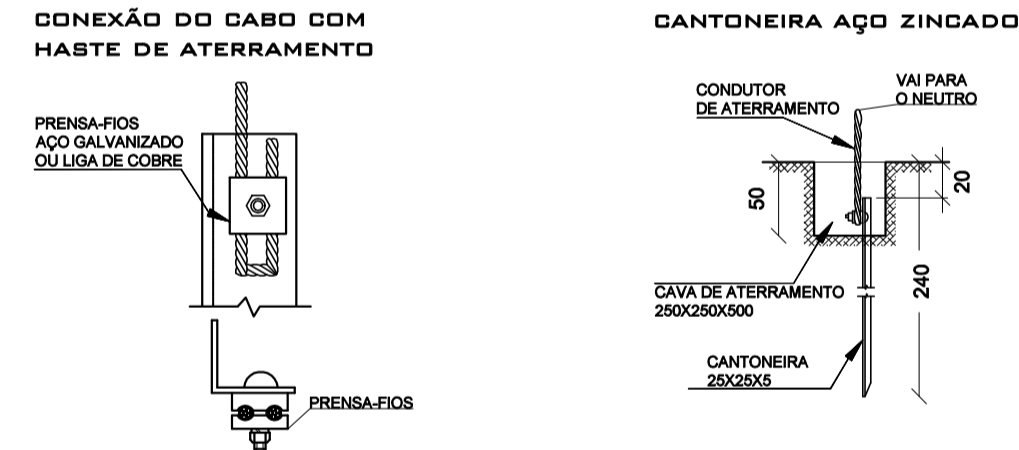 CONEXÃO DO CABO COM
HASTE DE ATERRAMENTO
PRENSA-FIOS
AÇO GALVANIZADO
OU LIGA DE COBRE
PRENSA-FIOS
CANTONEIRA AÇO ZINCADO
CONDUTOR
DE ATERRAMENTO
VAI PARA
O NEUTRO
50
20
240
CAVA DE ATERRAMENTO
250X250X500
CANTONEIRA
25X25X5